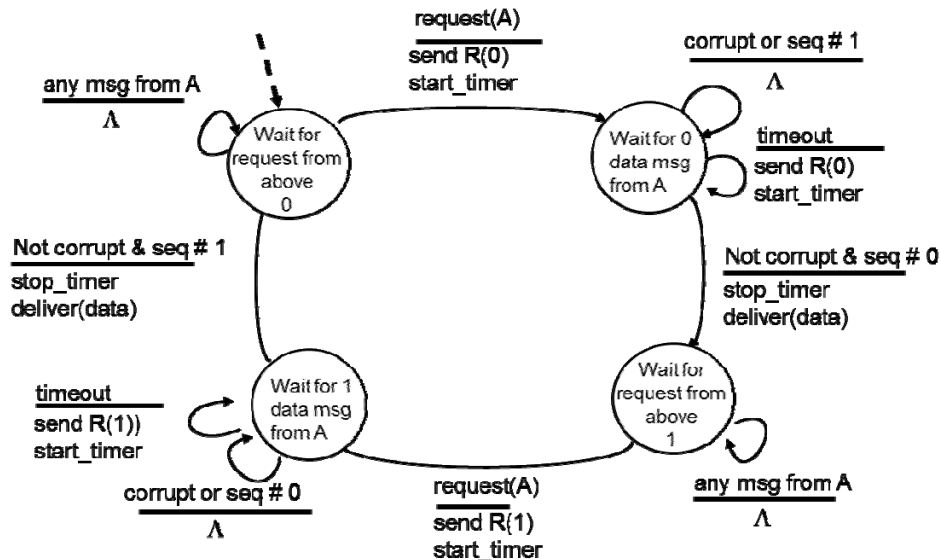 request(A)
send R(0)
start_timer
corrupt or seq # 1
Λ
any msg from A
Λ
Wait for
request from
above
0
Wait for 0
data msg
from A
timeout
send R(0)
start_timer
Not corrupt & seq # 1
stop_timer
deliver(data)
Not corrupt & seq # 0
stop_timer
deliver(data)
Wait for 1
data msg
from A
Wait for
request from
above
1
timeout
send R(1))
start_timer
corrupt or seq # 0
Λ
request(A)
send R(1)
start_timer
any msg from A
Λ